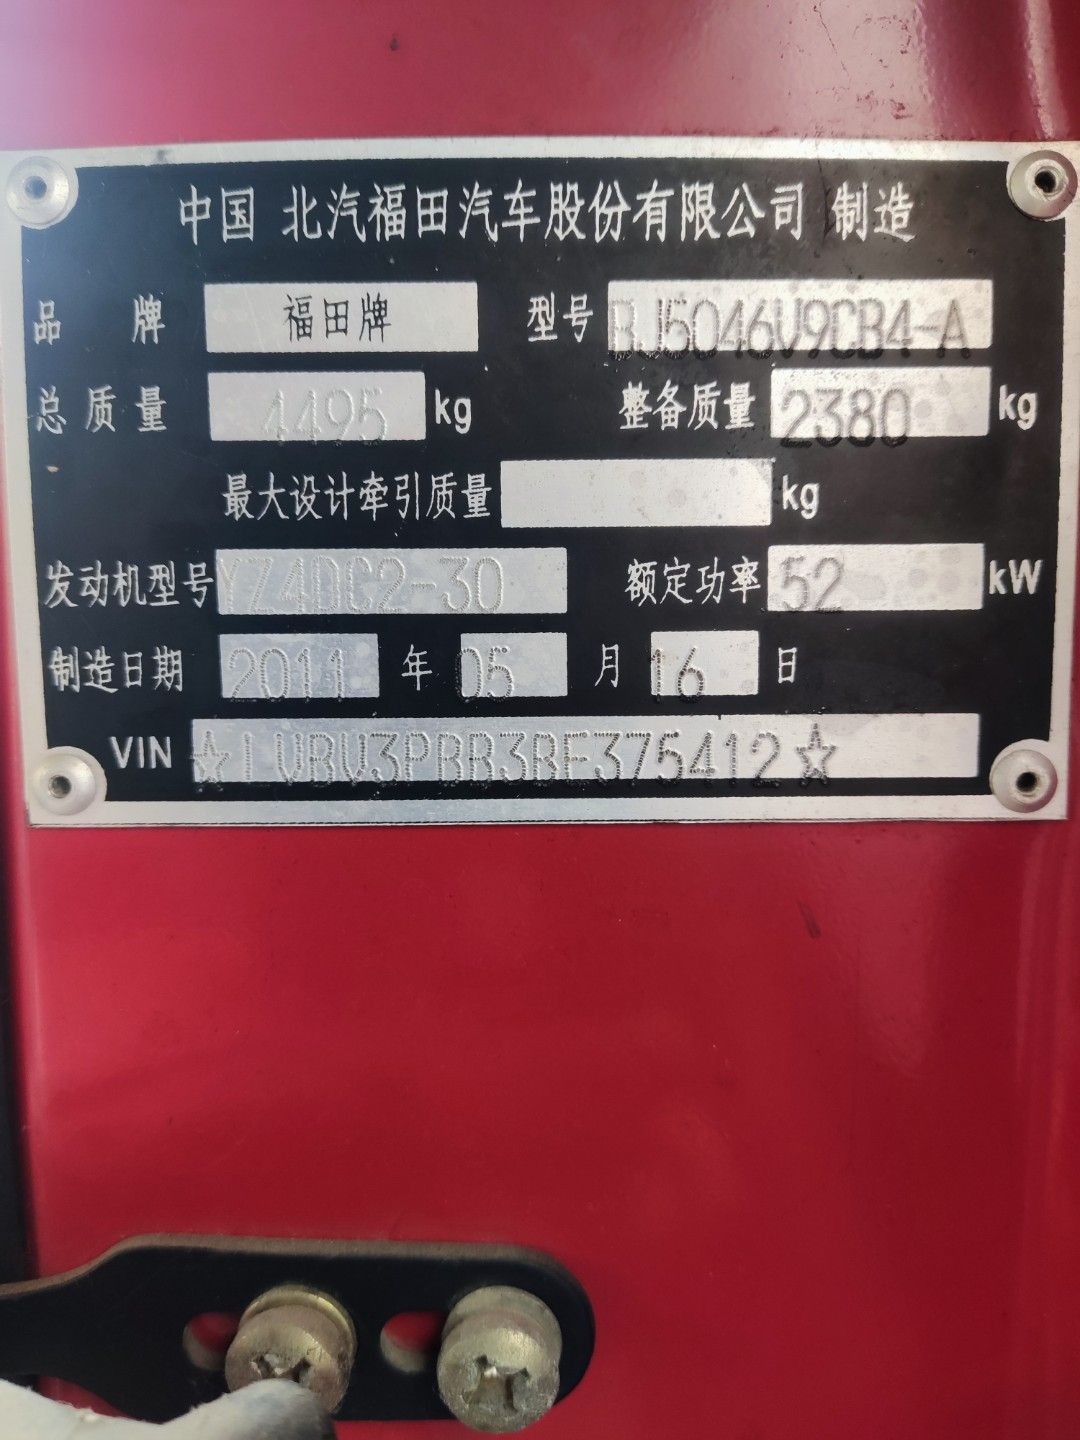 中国 北汽福田汽车股份有限公司 制造
品 牌 福田牌 型号 BJ5046V9CB4-A
总质量 4495 kg 整备质量 2380 kg
最大设计牵引质量 kg
发动机型号 YZ4DC2-30 额定功率 52 kW
制造日期 2011 年 05 月 16 日
VIN ☆LVBV3PBB3BE375412☆